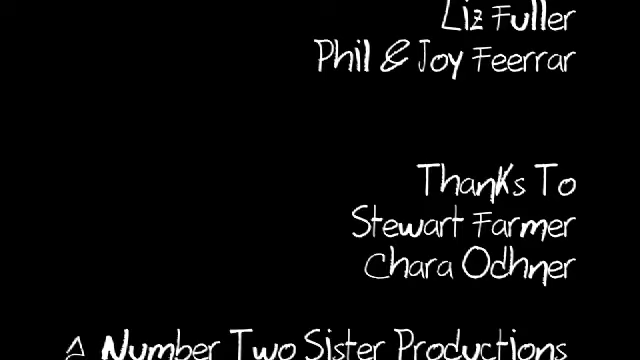 Liz Fuller
Phil & Joy Feerrar
Thanks To
Stewart Farmer
Chara Odhner
A Number Two Sister Productions